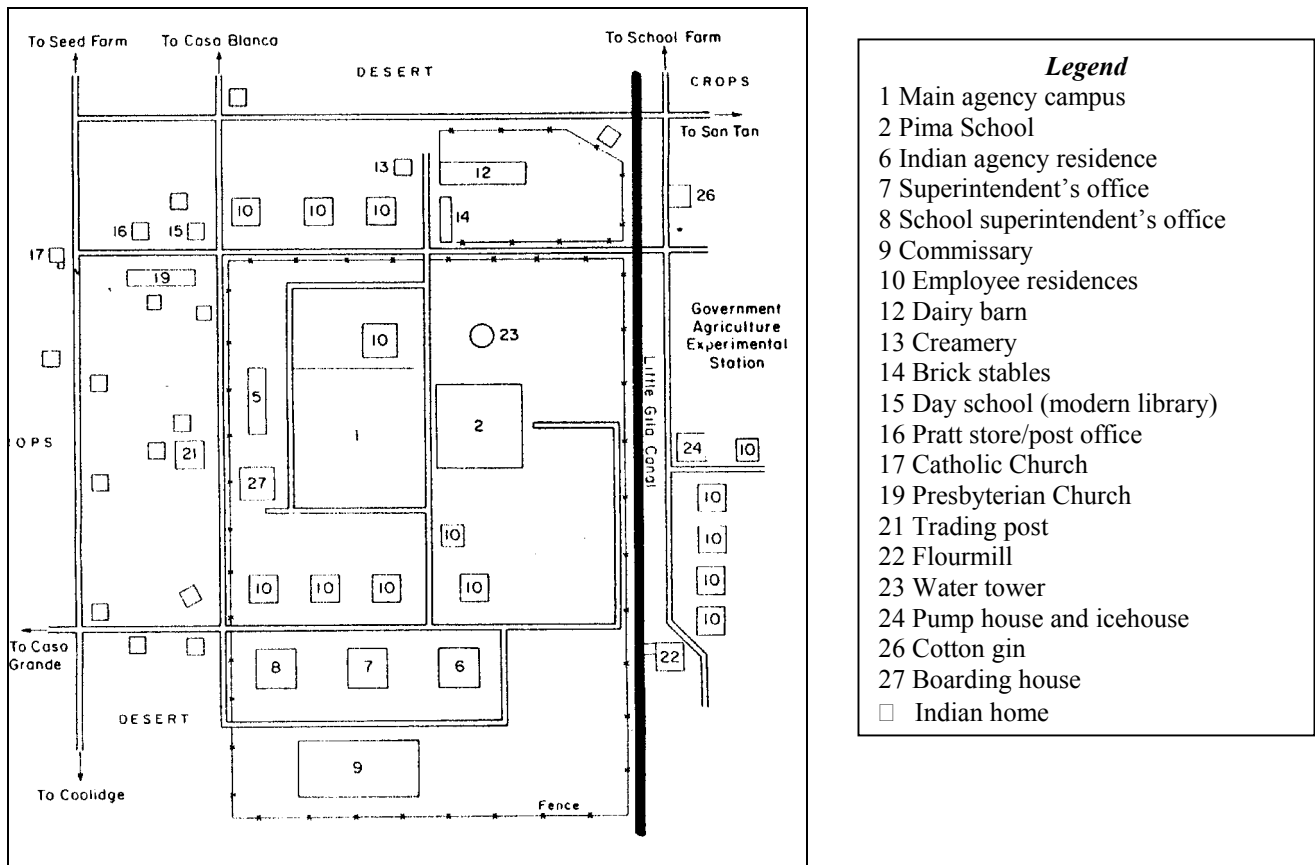 To Seed Farm
To Casa Blanca
To School Farm
DESERT
CROPS
To San Tan
13
12
26
10
10
10
14
16
15
17
19
10
23
Government
Agriculture
Experimental
Station
Little Gila Canal
5
1
2
OPS
21
24
10
27
10
10
10
10
10
10
10
10
10
To Casa
Grande
8
7
6
22
DESERT
9
To Coolidge
Fence
Legend
1 Main agency campus
2 Pima School
6 Indian agency residence
7 Superintendent's office
8 School superintendent's office
9 Commissary
10 Employee residences
12 Dairy barn
13 Creamery
14 Brick stables
15 Day school (modern library)
16 Pratt store/post office
17 Catholic Church
19 Presbyterian Church
21 Trading post
22 Flourmill
23 Water tower
24 Pump house and icehouse
26 Cotton gin
27 Boarding house
Indian home